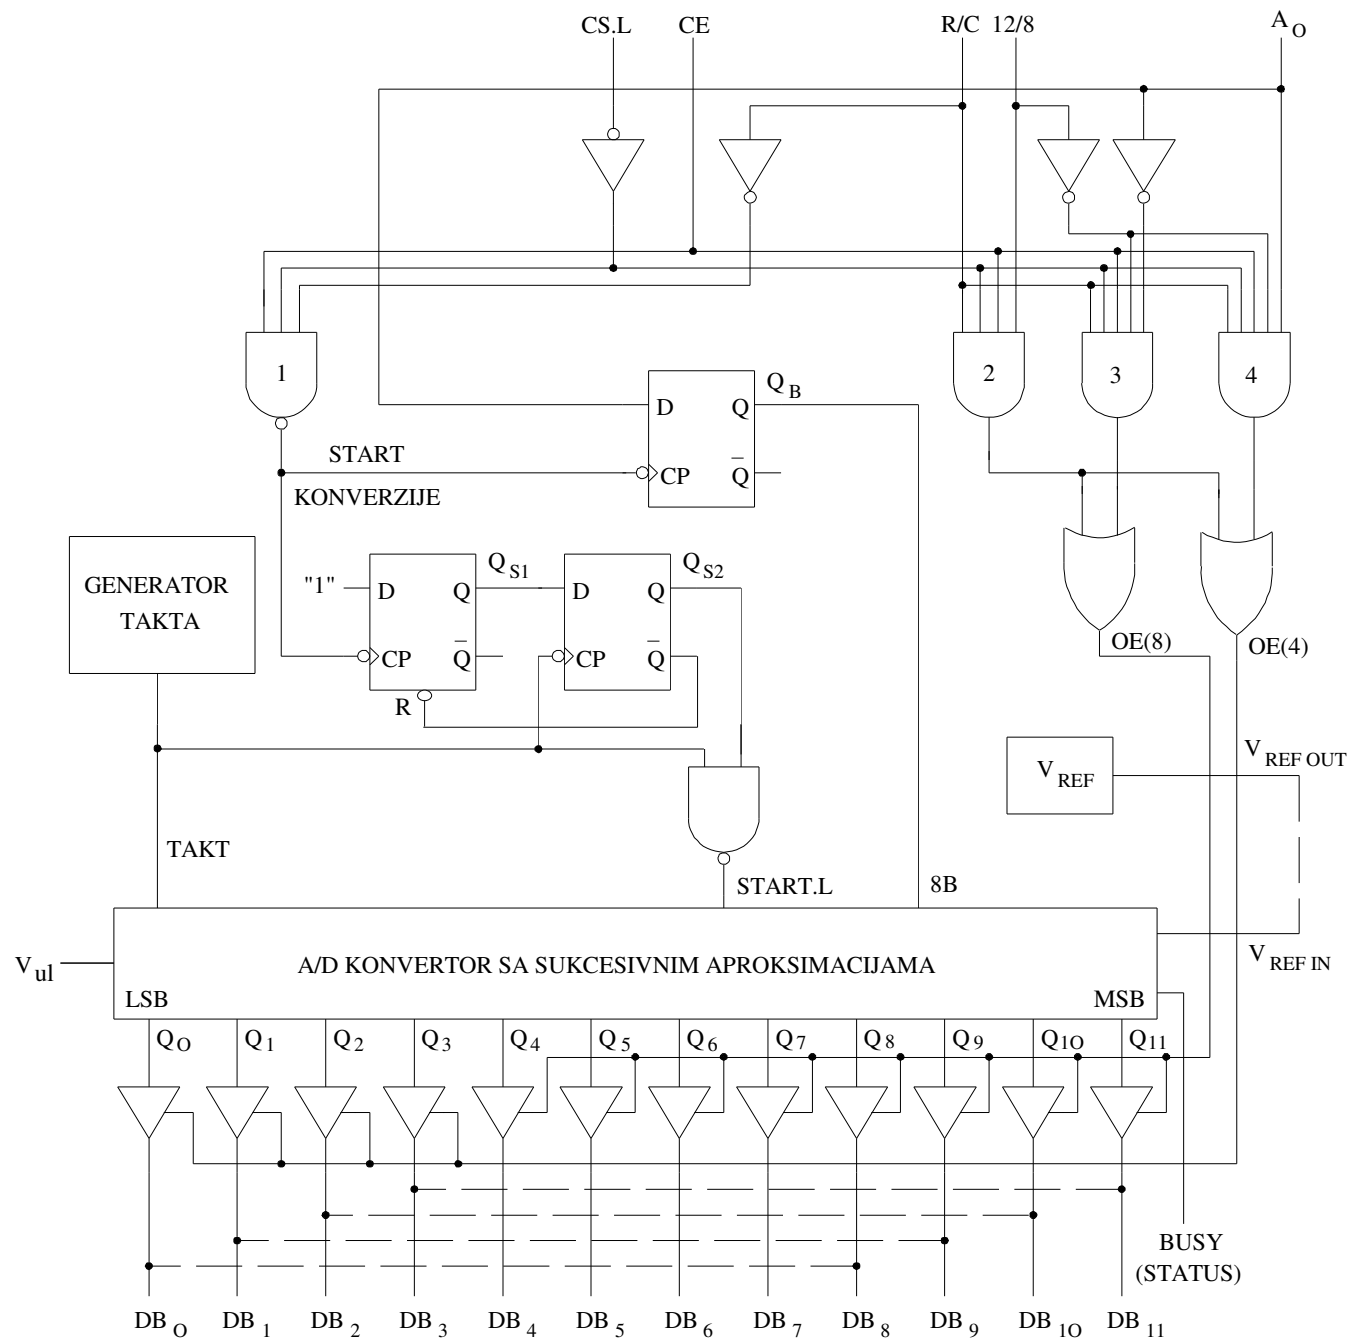 CS.L CE R/C 12/8 A O
1 2 3 4
D Q Q B
START
KONVERZIJE
CP Q
GENERATOR
TAKTA
"1" D Q Q S1 D Q Q S2
CP Q CP Q
R
OE(8) OE(4)
V REF
V REF OUT
TAKT
START.L 8B
V ul
A/D KONVERTOR SA SUKCESIVNIM APROKSIMACIJAMA
V REF IN
LSB MSB
Q O Q 1 Q 2 Q 3 Q 4 Q 5 Q 6 Q 7 Q 8 Q 9 Q 1O Q 11
BUSY
(STATUS)
DB O DB 1 DB 2 DB 3 DB 4 DB 5 DB 6 DB 7 DB 8 DB 9 DB 1O DB 11